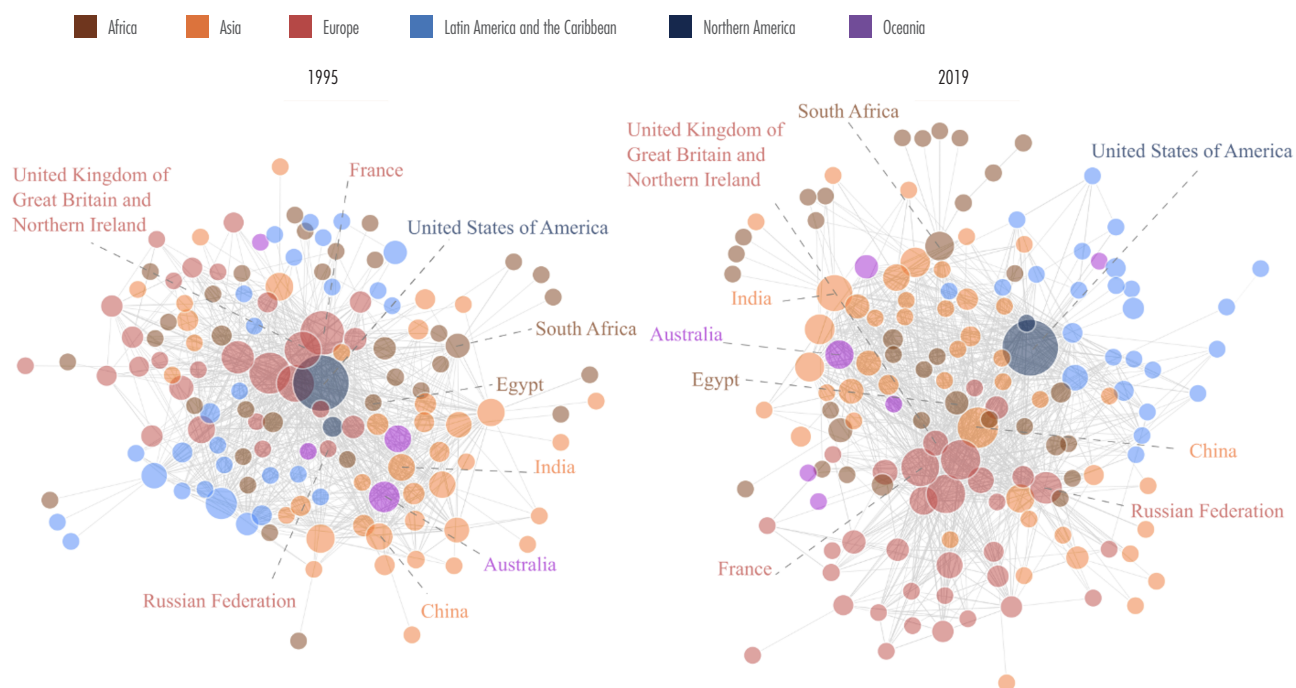 Africa
Asia
Europe
Latin America and the Caribbean
Northern America
Oceania
1995
2019
United Kingdom of
Great Britain and
Northern Ireland
France
United States of America
South Africa
Egypt
India
Australia
China
Russian Federation
South Africa
United Kingdom of
Great Britain and
Northern Ireland
United States of America
India
Australia
Egypt
China
Russian Federation
France